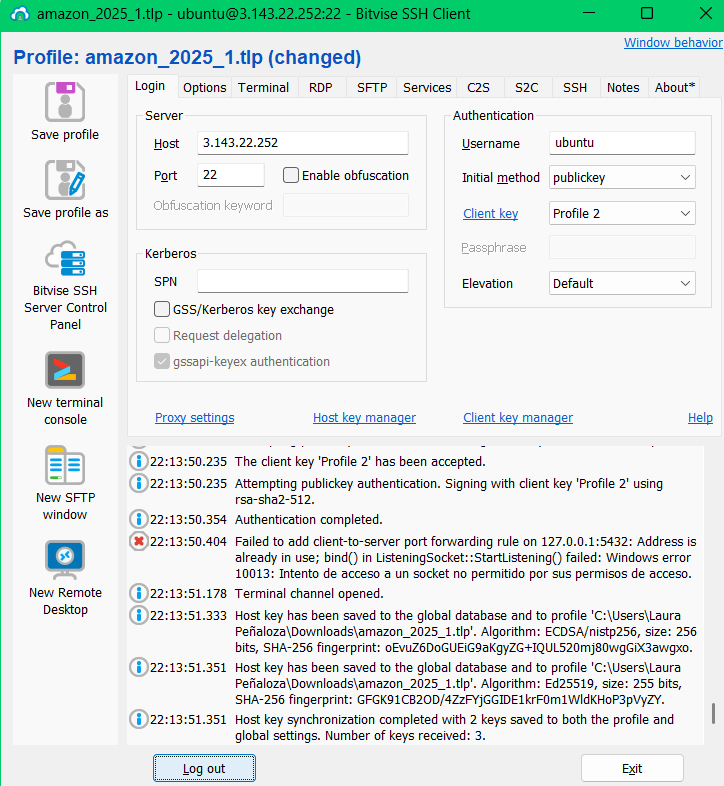 amazon_2025_1.tlp - ubuntu@3.143.22.252:22 - Bitvise SSH Client
Window behavior
Profile: amazon_2025_1.tlp (changed)
Save profile
Save profile as
Bitvise SSH
Server Control
Panel
New terminal
console
New SFTP
window
New Remote
Desktop
Login Options Terminal RDP SFTP Services C2S S2C SSH Notes About*
Server
Host 3.143.22.252
Port 22 Enable obfuscation
Obfuscation keyword
Kerberos
SPN
GSS/Kerberos key exchange
Request delegation
gssapi-keyex authentication
Authentication
Username ubuntu
Initial method publickey
Client key Profile 2
Passphrase
Elevation Default
Proxy settings Host key manager Client key manager Help
22:13:50.235 The client key 'Profile 2' has been accepted.
22:13:50.235 Attempting publickey authentication. Signing with client key 'Profile 2' using
rsa-sha2-512.
22:13:50.354 Authentication completed.
22:13:50.404 Failed to add client-to-server port forwarding rule on 127.0.0.1:5432: Address is
already in use; bind() in ListeningSocket::StartListening() failed: Windows error
10013: Intento de acceso a un socket no permitido por sus permisos de acceso.
22:13:51.178 Terminal channel opened.
22:13:51.333 Host key has been saved to the global database and to profile 'C:\Users\Laura
Peñaloza\Downloads\amazon_2025_1.tlp'. Algorithm: ECDSA/nistp256, size: 256
bits, SHA-256 fingerprint: oEvuZ6DoGUEiG9aKgyZG+IQUL520mj80wgGiX3awgxo.
22:13:51.351 Host key has been saved to the global database and to profile 'C:\Users\Laura
Peñaloza\Downloads\amazon_2025_1.tlp'. Algorithm: Ed25519, size: 255 bits,
SHA-256 fingerprint: GFGK91CB2OD/4ZzFYjGGIDE1krF0m1WldKHoP3pVyZY.
22:13:51.351 Host key synchronization completed with 2 keys saved to both the profile and
global settings. Number of keys received: 3.
Log out Exit